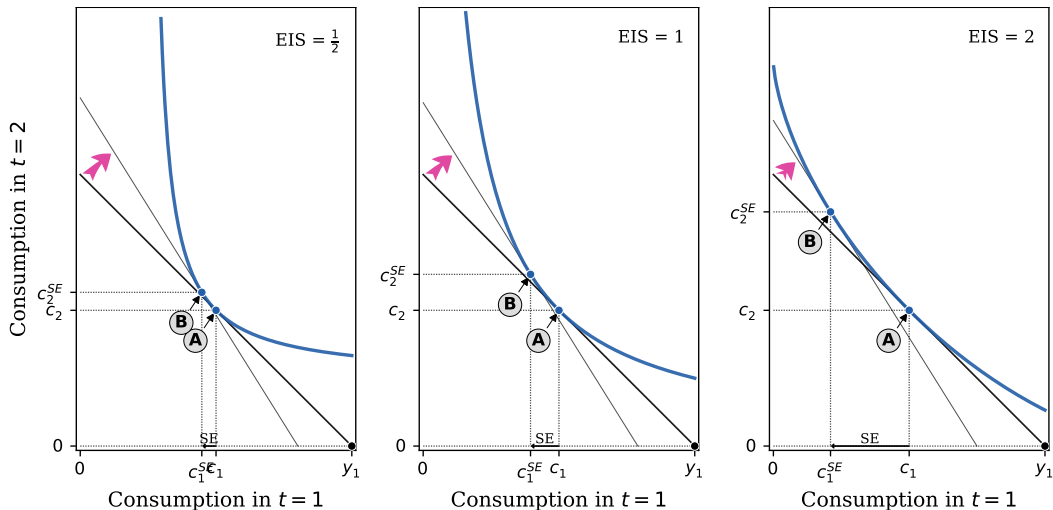 Consumption in t = 2
EIS = 1/2
c_2^{SE}
c_2
0
B
A
SE
0
c_1^{SE}
c_1
y_1
Consumption in t = 1
EIS = 1
c_2^{SE}
c_2
0
B
A
SE
0
c_1^{SE}
c_1
y_1
Consumption in t = 1
EIS = 2
c_2^{SE}
c_2
0
B
A
SE
0
c_1^{SE}
c_1
y_1
Consumption in t = 1